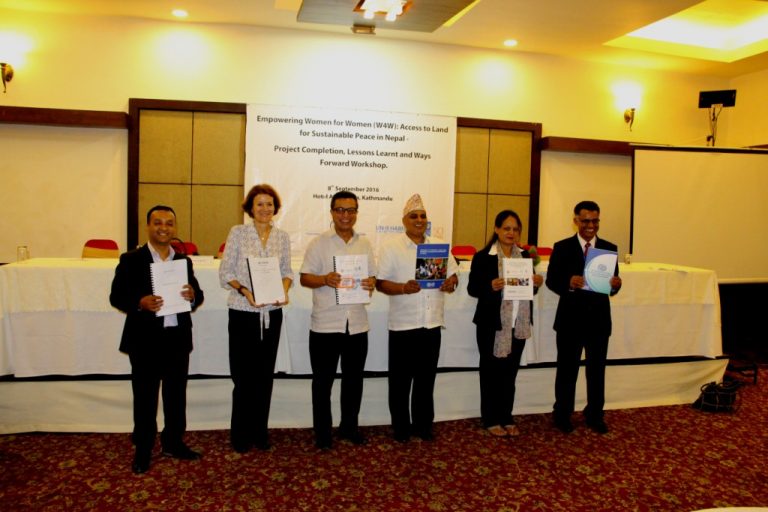 Empowering Women for Women (W4W): Access to Land
for Sustainable Peace in Nepal -
Project Completion, Lessons Learnt and Ways
Forward Workshop.
8th September 2016
Kathmandu